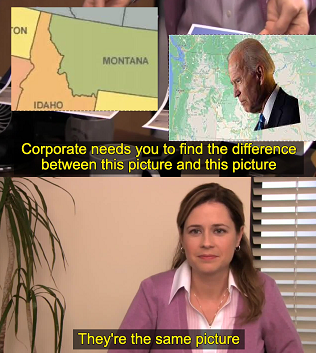 ON
MONTANA
IDAHO
Corporate needs you to find the difference
between this picture and this picture
They're the same picture